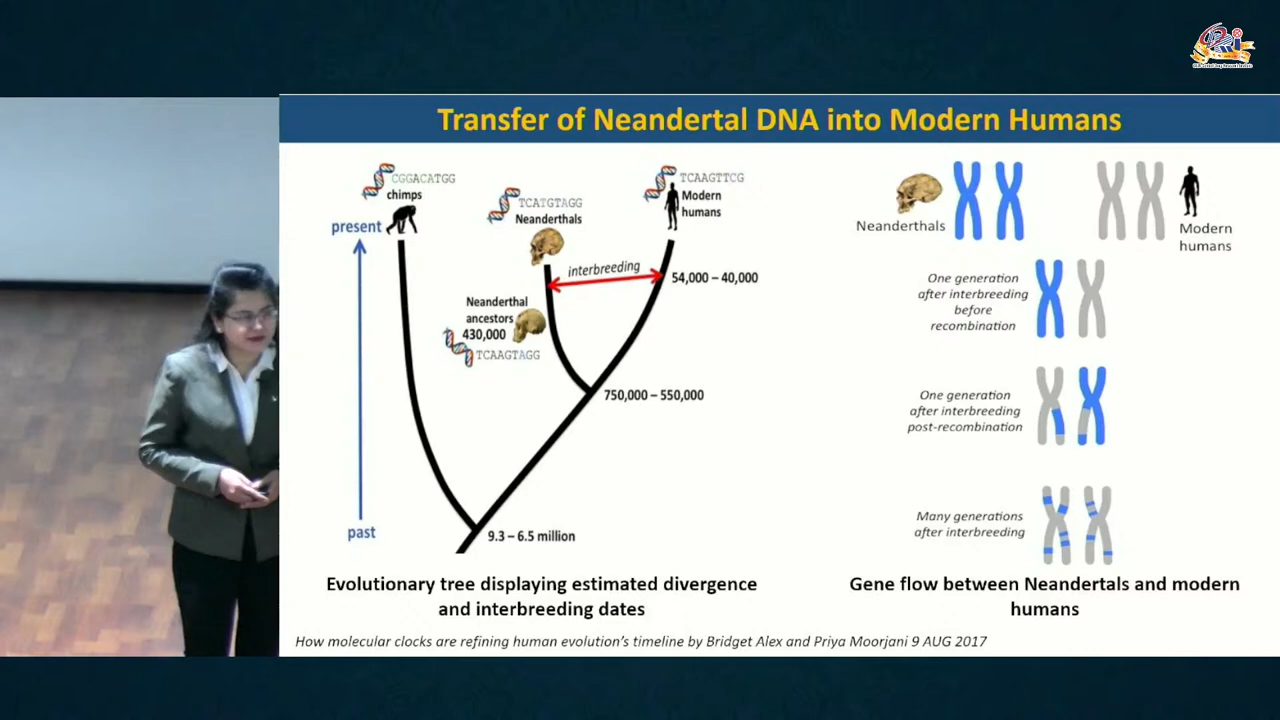 Transfer of Neandertal DNA into Modern Humans
CGGACATGG
chimps
TCATGTAGG
Neanderthals
TCAAGTTCG
Modern
humans
present
interbreeding
54,000 – 40,000
Neanderthal
ancestors
430,000
TCAAGTAGG
750,000 – 550,000
past
9.3 – 6.5 million
Evolutionary tree displaying estimated divergence
and interbreeding dates
Neanderthals
Modern
humans
One generation
after interbreeding
before
recombination
One generation
after interbreeding
post-recombination
Many generations
after interbreeding
Gene flow between Neandertals and modern
humans
How molecular clocks are refining human evolution's timeline by Bridget Alex and Priya Moorjani 9 AUG 2017